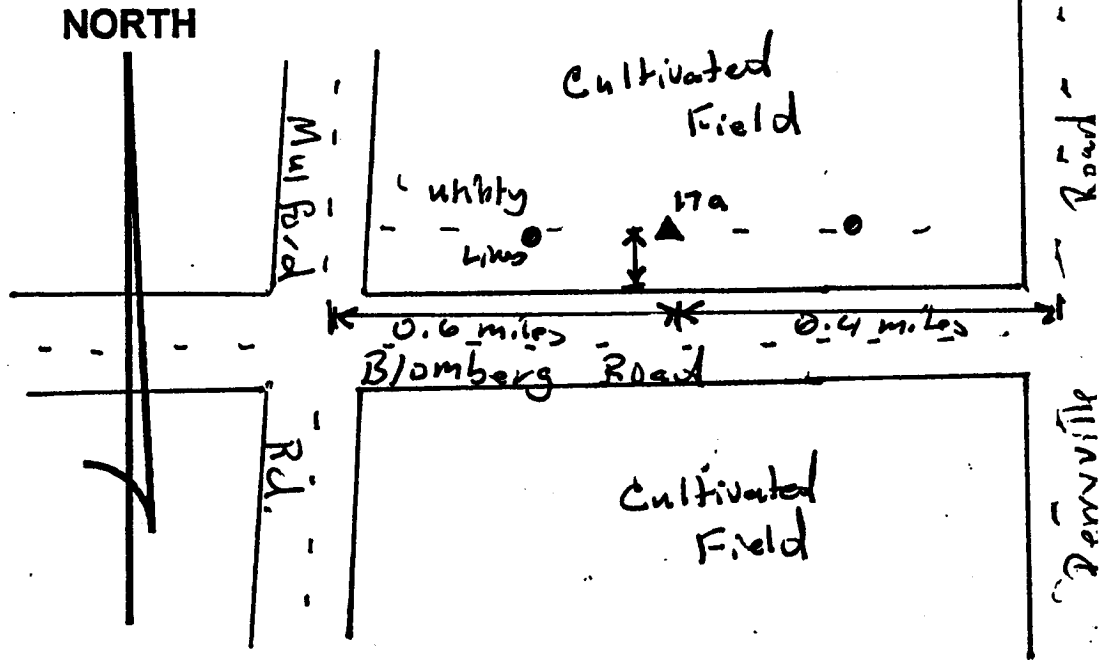 NORTH
Cultivated
Field
Mulford
Rd.
utility
Lines
17a
0.6 miles
0.4 miles
Blomberg Road
Cultivated
Field
Road
Perryville